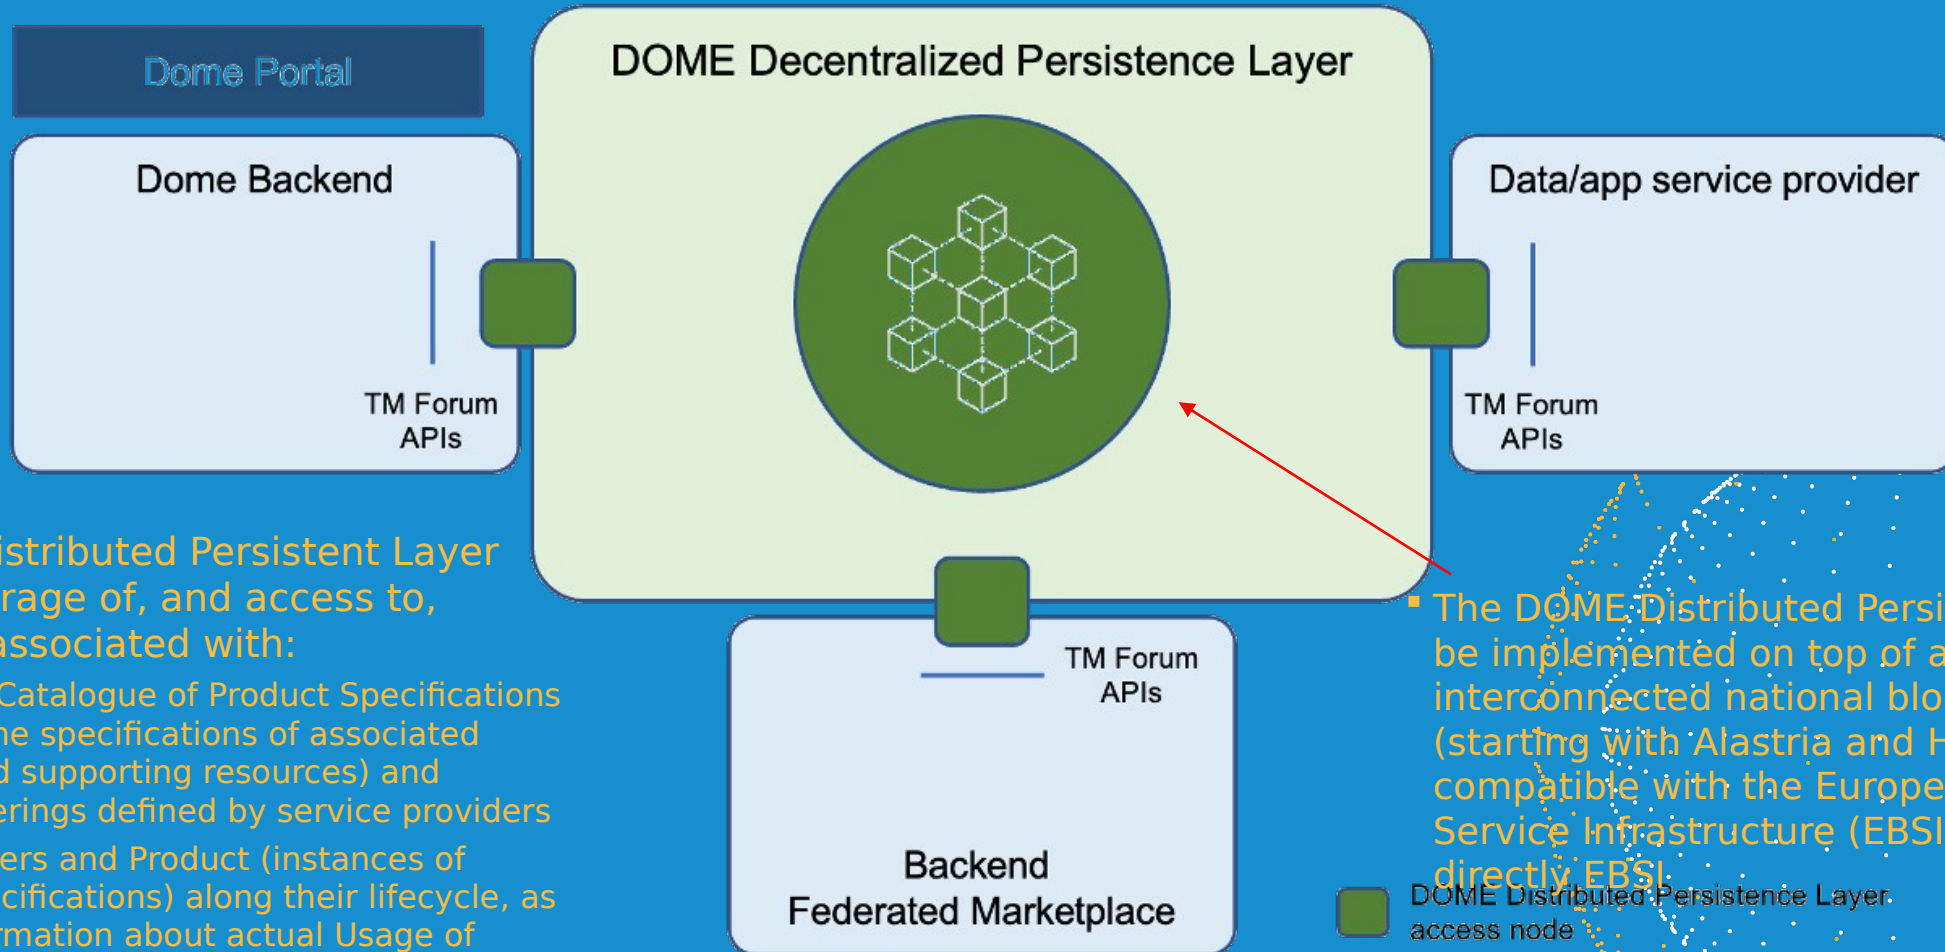 Dome Portal
DOME Decentralized Persistence Layer
Dome Backend
TM Forum
APIs
Data/app service provider
TM Forum
APIs
TM Forum
APIs
Backend
Federated Marketplace
istributed Persistent Layer
rage of, and access to,
associated with:
Catalogue of Product Specifications
he specifications of associated
d supporting resources) and
erings defined by service providers
ers and Product (instances of
cifications) along their lifecycle, as
rmation about actual Usage of
▪ The DOME Distributed Persi
be implemented on top of a
interconnected national blo
(starting with Alastria and H
compatible with the Europe
Service Infrastructure (EBSI
directly EBSI
DOME Distributed Persistence Layer
access node